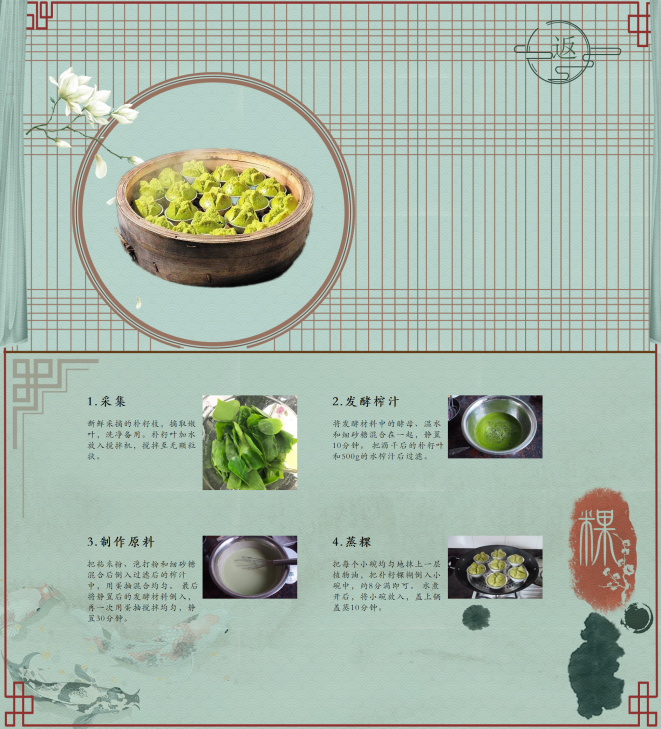 返
1.采集
新鲜采摘的朴籽枝，摘取嫩
叶，洗净备用。朴籽叶加水
放入搅拌机，搅拌至无颗粒
状。
2.发酵榨汁
将发酵材料中的酵母、温水
和细砂糖混合在一起，静置
10分钟。把沥干后的朴籽叶
和500g的水榨汁后过滤。
3.制作原料
把粘米粉、泡打粉和细砂糖
混合后倒入过滤后的榨汁
中，用蛋抽混合均匀。最后
将静置后的发酵材料倒入，
再一次用蛋抽搅拌均匀，静
置30分钟。
4.蒸粿
把每个小碗均匀地抹上一层
植物油，把朴籽粿糊倒入小
碗中，约8分满即可。水煮
开后，将小碗放入，盖上锅
盖蒸10分钟。
粿